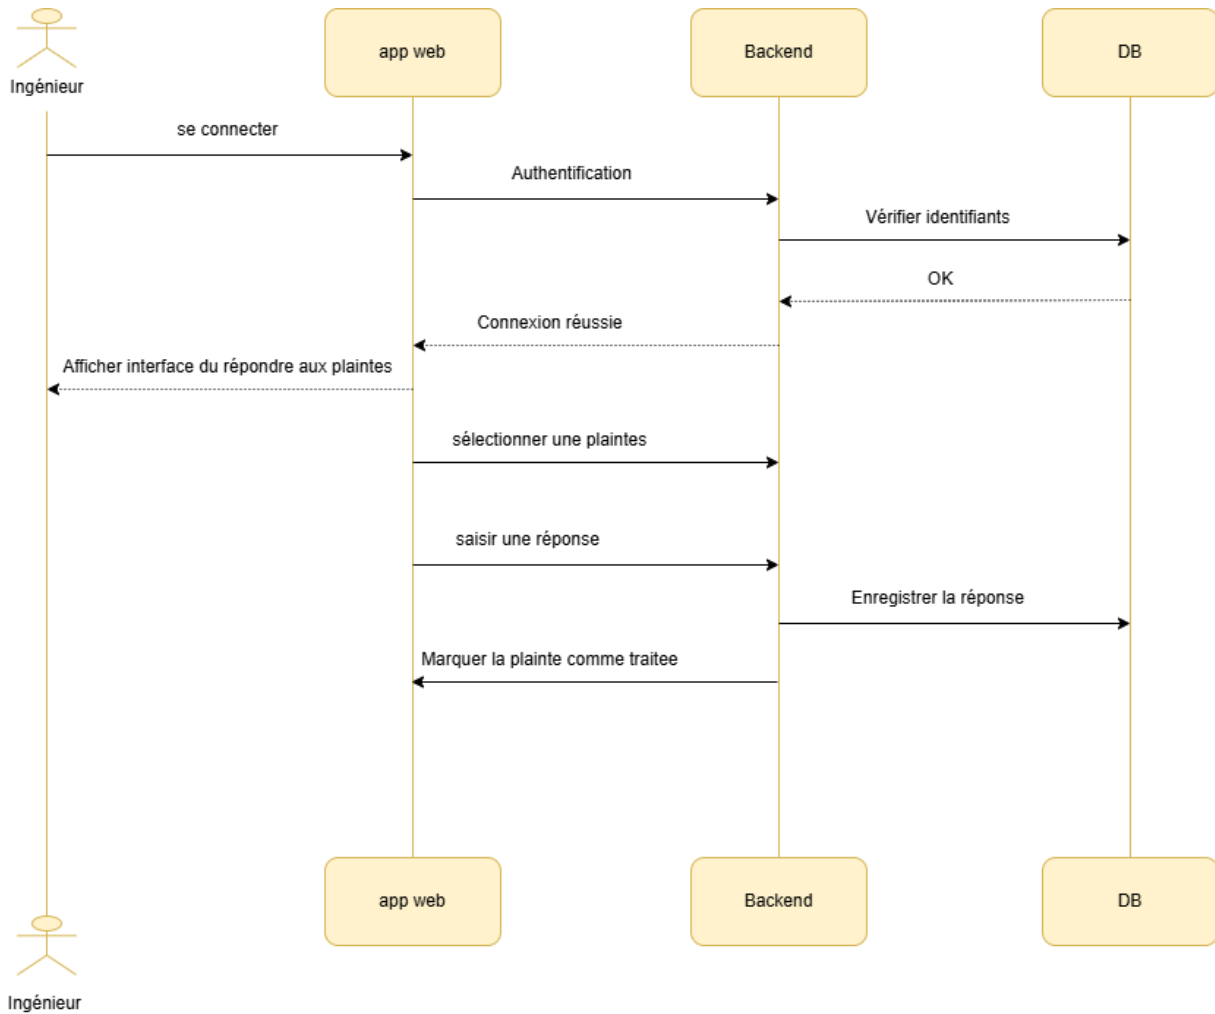 app web
Backend
DB
Ingénieur
se connecter
Authentification
Vérifier identifiants
OK
Connexion réussie
Afficher interface du répondre aux plaintes
sélectionner une plaintes
saisir une réponse
Enregistrer la réponse
Marquer la plainte comme traitee
app web
Backend
DB
Ingénieur